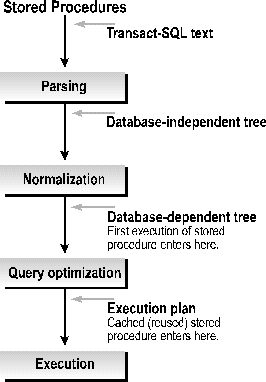 Stored Procedures
Transact-SQL text
Parsing
Database-independent tree
Normalization
Database-dependent tree
First execution of stored
procedure enters here.
Query optimization
Execution plan
Cached (reused) stored
procedure enters here.
Execution